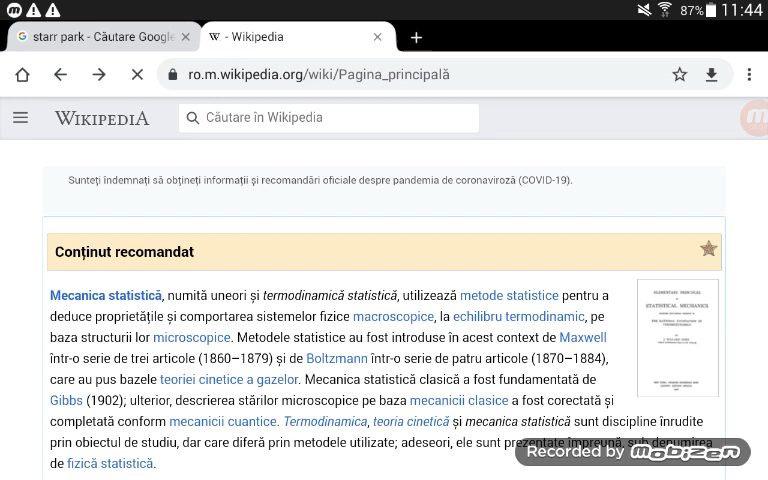 87% 11:44
starr park - Căutare Google
W - Wikipedia
ro.m.wikipedia.org/wiki/Pagina_principală
WIKIPEDIA
Căutare în Wikipedia
Sunteți îndemnați să obțineți informații și recomandări oficiale despre pandemia de coronaviroză (COVID-19).
Conținut recomandat
Mecanica statistică, numită uneori și termodinamică statistică, utilizează metode statistice pentru a
deduce proprietățile și comportarea sistemelor fizice macroscopice, la echilibru termodinamic, pe
baza structurii lor microscopice. Metodele statistice au fost introduse în acest context de Maxwell
într-o serie de trei articole (1860–1879) și de Boltzmann într-o serie de patru articole (1870–1884),
care au pus bazele teoriei cinetice a gazelor. Mecanica statistică clasică a fost fundamentată de
Gibbs (1902); ulterior, descrierea stărilor microscopice pe baza mecanicii clasice a fost corectată și
completată conform mecanicii cuantice. Termodinamica, teoria cinetică și mecanica statistică sunt discipline înrudite
prin obiectul de studiu, dar care diferă prin metodele utilizate; adeseori, ele sunt prezentate împreună, sub denumirea
de fizică statistică.
STATISTICAL MECHANICS
Recorded by mobizen